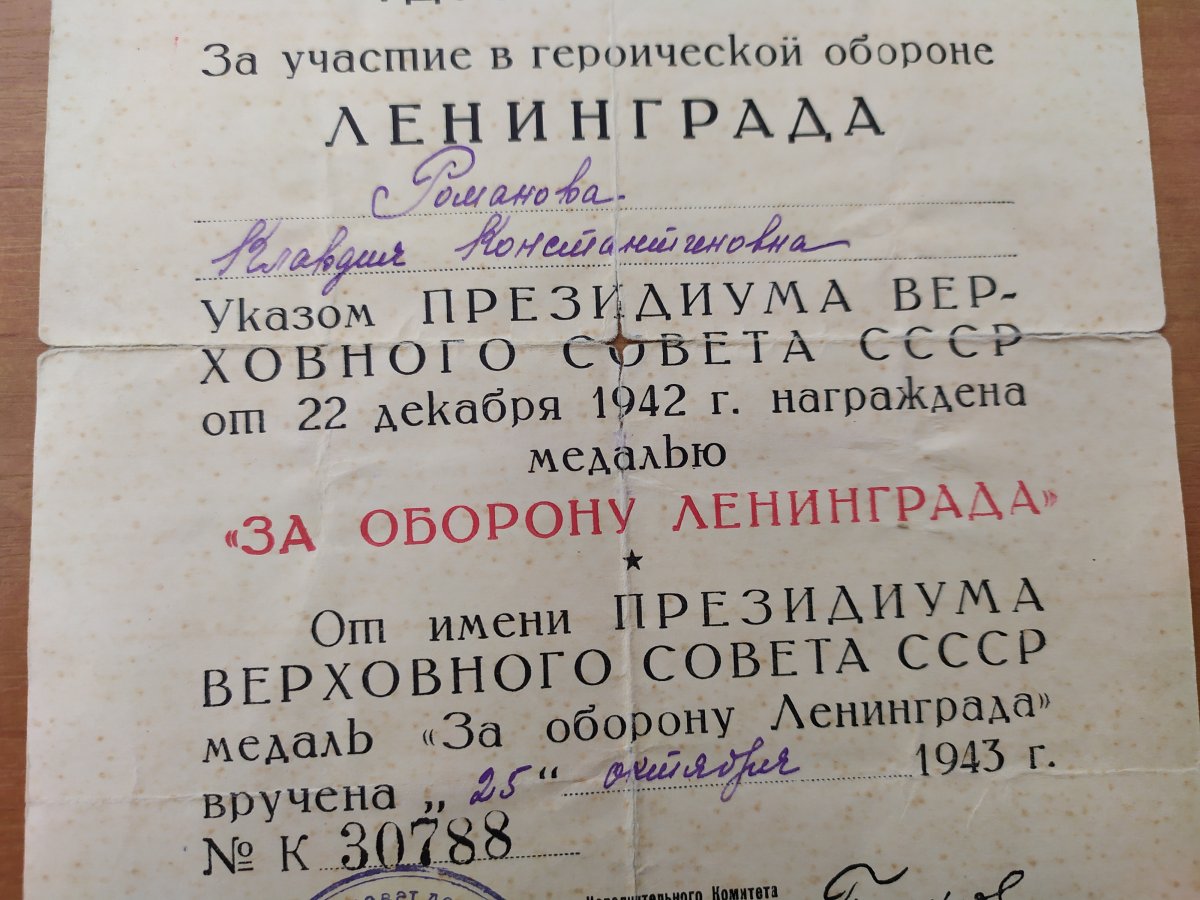 За участие в героической обороне
ЛЕНИНГРАДА
Романова.
Клавдия Константиновна
Указом ПРЕЗИДИУМА ВЕР-
ХОВНОГО СОВЕТА СССР
от 22 декабря 1942 г. награждена
медалью
«ЗА ОБОРОНУ ЛЕНИНГРАДА»
От имени ПРЕЗИДИУМА
ВЕРХОВНОГО СОВЕТА СССР
медаль «За оборону Ленинграда»
вручена „25“ октября 1943 г.
№ К 30788
Комитета